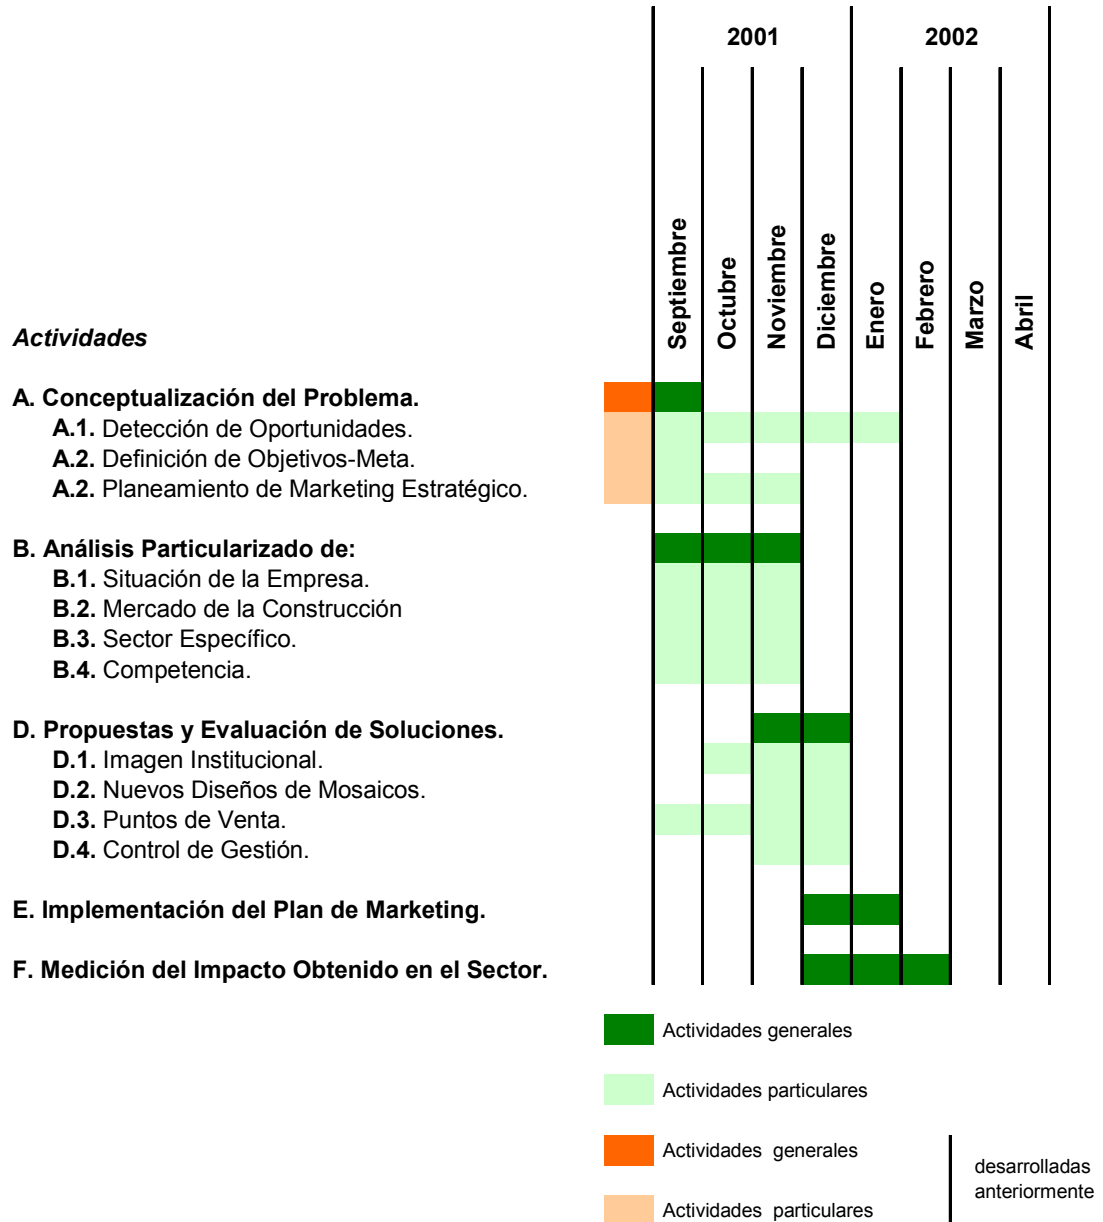 2001
2002
Septiembre
Octubre
Noviembre
Diciembre
Enero
Febrero
Marzo
Abril
Actividades
A. Conceptualización del Problema.
A.1. Detección de Oportunidades.
A.2. Definición de Objetivos-Meta.
A.2. Planeamiento de Marketing Estratégico.
B. Análisis Particularizado de:
B.1. Situación de la Empresa.
B.2. Mercado de la Construcción
B.3. Sector Específico.
B.4. Competencia.
D. Propuestas y Evaluación de Soluciones.
D.1. Imagen Institucional.
D.2. Nuevos Diseños de Mosaicos.
D.3. Puntos de Venta.
D.4. Control de Gestión.
E. Implementación del Plan de Marketing.
F. Medición del Impacto Obtenido en el Sector.
Actividades generales
Actividades particulares
Actividades generales
Actividades particulares
desarrolladas
anteriormente